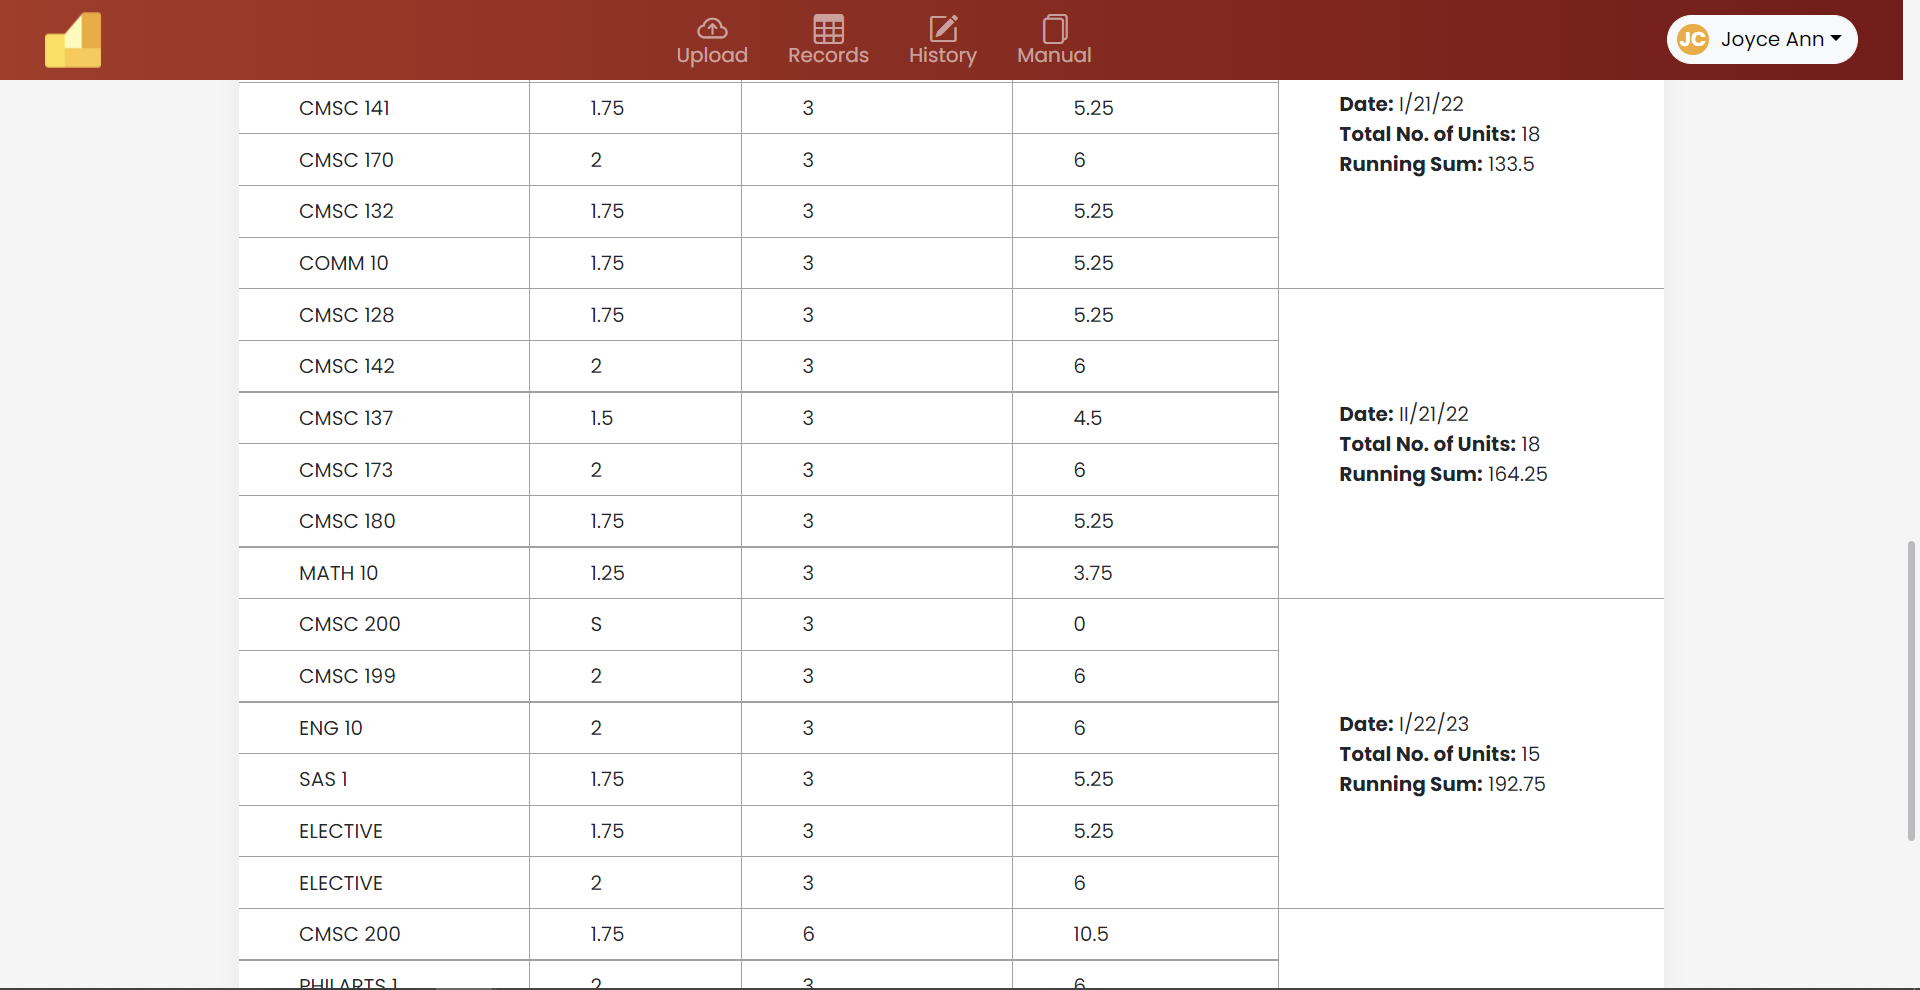 Upload Records History Manual
JC Joyce Ann
CMSC 141 1.75 3 5.25
CMSC 170 2 3 6
CMSC 132 1.75 3 5.25
COMM 10 1.75 3 5.25
Date: I/21/22
Total No. of Units: 18
Running Sum: 133.5
CMSC 128 1.75 3 5.25
CMSC 142 2 3 6
CMSC 137 1.5 3 4.5
CMSC 173 2 3 6
CMSC 180 1.75 3 5.25
MATH 10 1.25 3 3.75
Date: II/21/22
Total No. of Units: 18
Running Sum: 164.25
CMSC 200 S 3 0
CMSC 199 2 3 6
ENG 10 2 3 6
SAS 1 1.75 3 5.25
ELECTIVE 1.75 3 5.25
ELECTIVE 2 3 6
Date: I/22/23
Total No. of Units: 15
Running Sum: 192.75
CMSC 200 1.75 6 10.5
PHILARTS 1 2 3 6